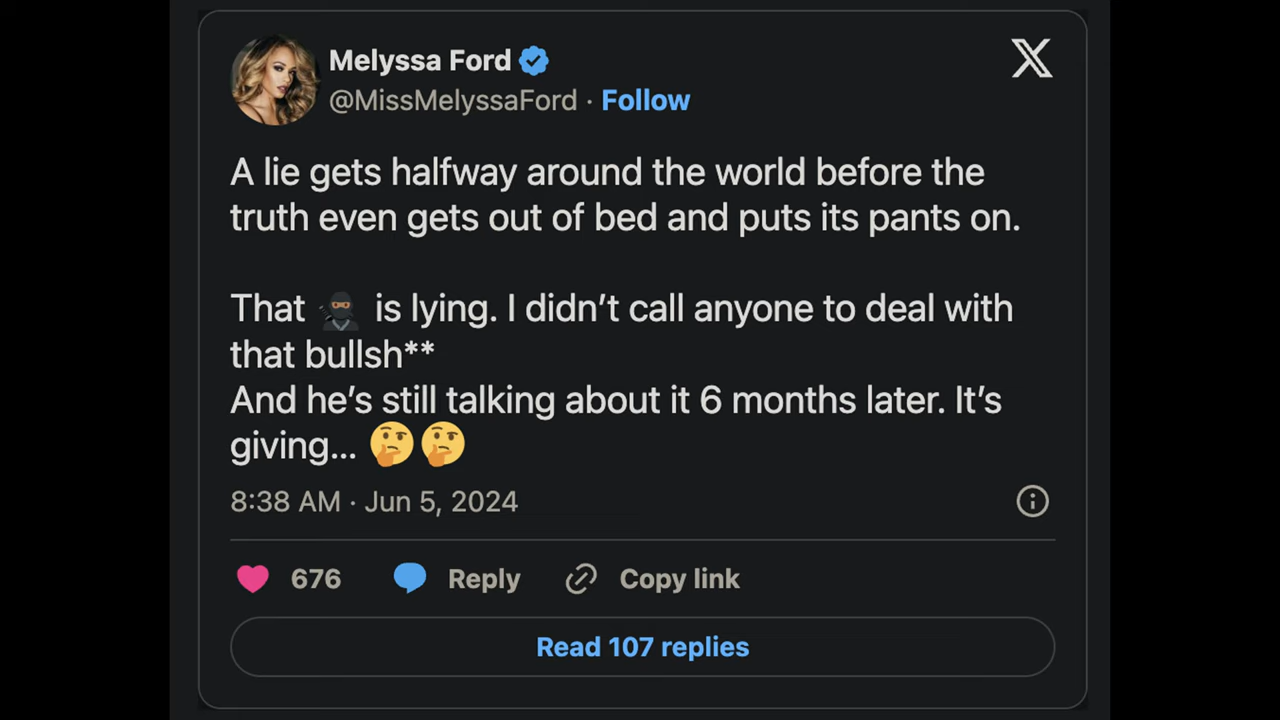 Melyssa Ford
@MissMelyssaFord · Follow
A lie gets halfway around the world before the
truth even gets out of bed and puts its pants on.
That 🥷🏿 is lying. I didn’t call anyone to deal with
that bullsh**
And he’s still talking about it 6 months later. It’s
giving... 🤔🤔
8:38 AM · Jun 5, 2024
676 Reply Copy link
Read 107 replies